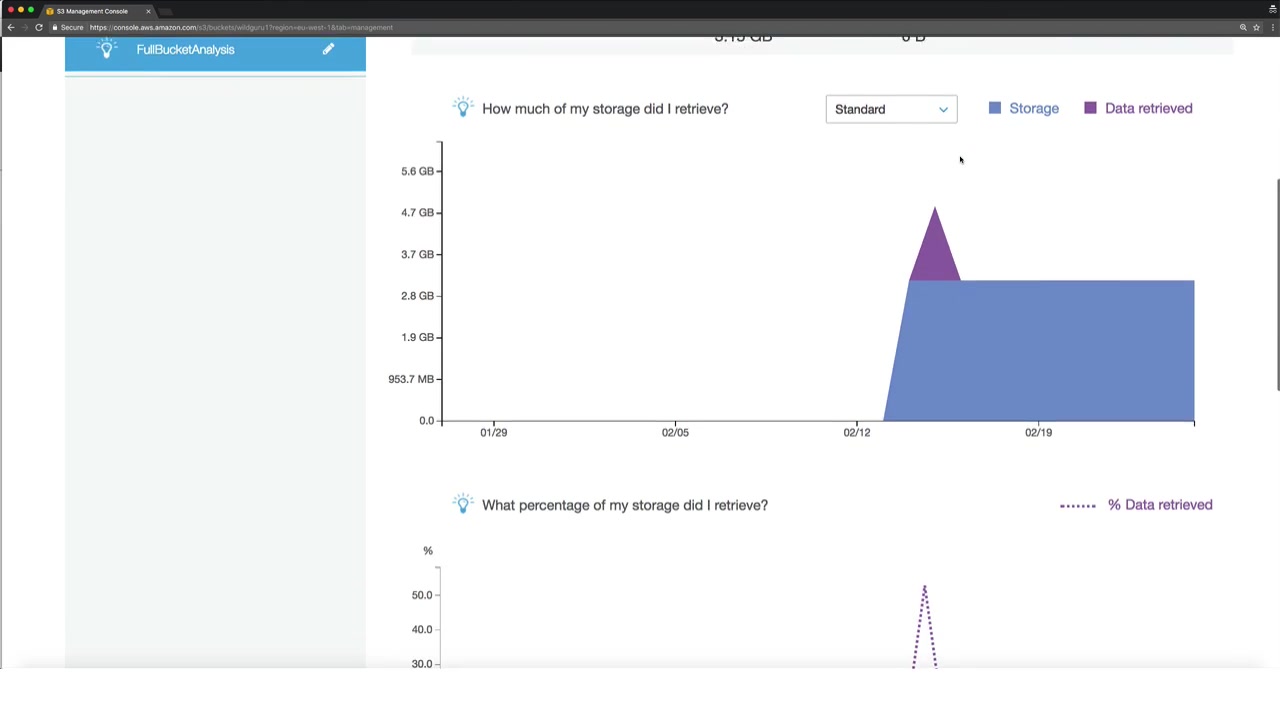 S3 Management Console
Secure https://console.aws.amazon.com/s3/buckets/wildguru1?region=eu-west-1&tab=management
3.15 GB 0 B
FullBucketAnalysis
How much of my storage did I retrieve?
Standard
Storage
Data retrieved
5.6 GB
4.7 GB
3.7 GB
2.8 GB
1.9 GB
953.7 MB
0.0
01/29 02/05 02/12 02/19
What percentage of my storage did I retrieve?
% Data retrieved
%
50.0
40.0
30.0